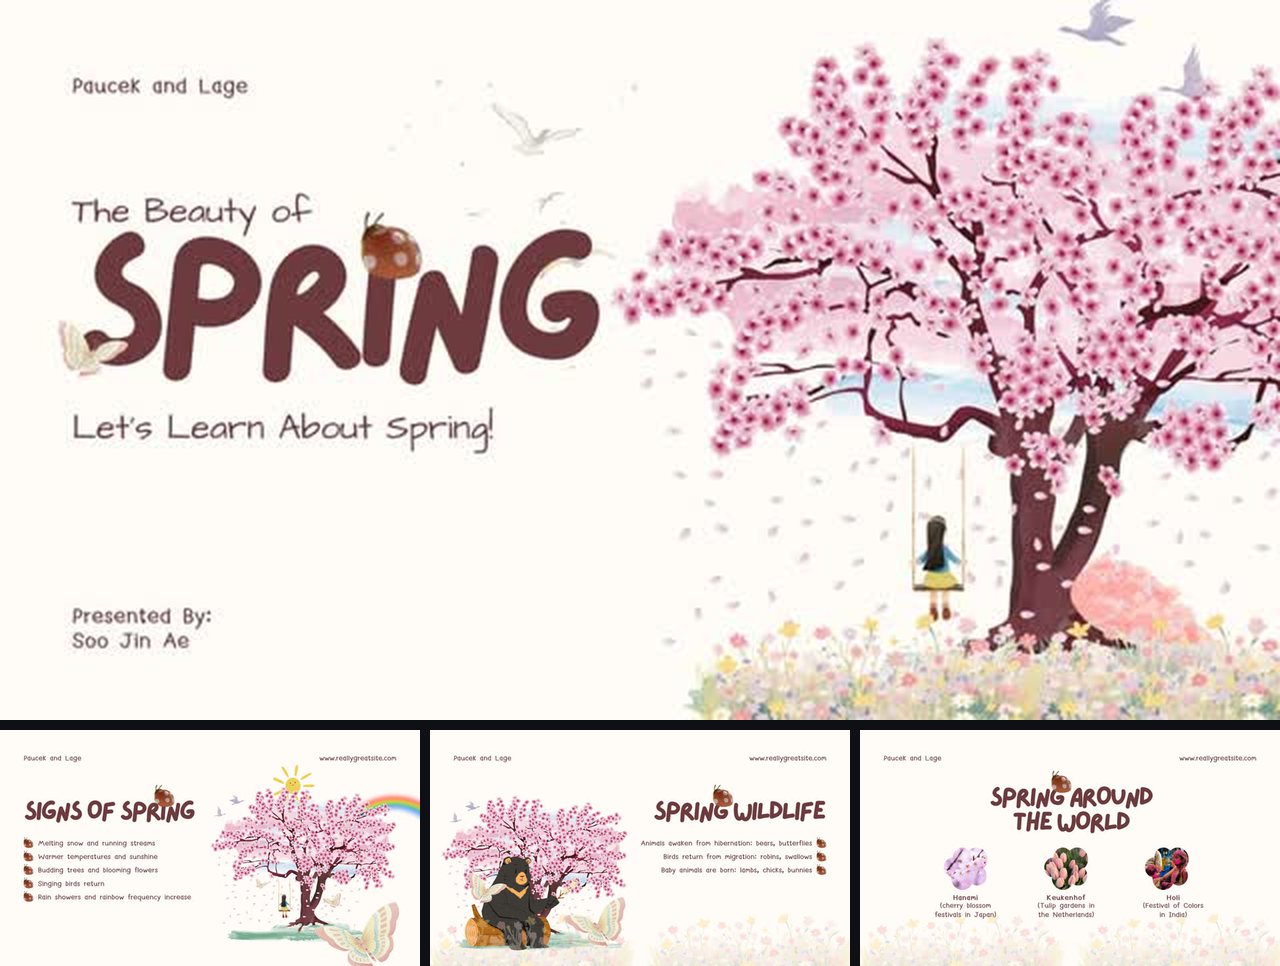 Paucek and Lage
The Beauty of
SPRING
Let's Learn About Spring!
Presented By:
Soo Jin Ae
Paucek and Lage
www.reallygreatsite.com
SIGNS OF SPRING
Melting snow and running streams
Warmer temperatures and sunshine
Budding trees and blooming flowers
Singing birds return
Rain showers and rainbow frequency increase
Paucek and Lage
www.reallygreatsite.com
SPRING WILDLIFE
Animals awaken from hibernation: bears, butterflies
Birds return from migration: robins, swallows
Baby animals are born: lambs, chicks, bunnies
Paucek and Lage
www.reallygreatsite.com
SPRING AROUND
THE WORLD
Hanami
(cherry blossom
festivals in Japan)
Keukenhof
(Tulip gardens in
the Netherlands)
Holi
(Festival of Colors
in India)